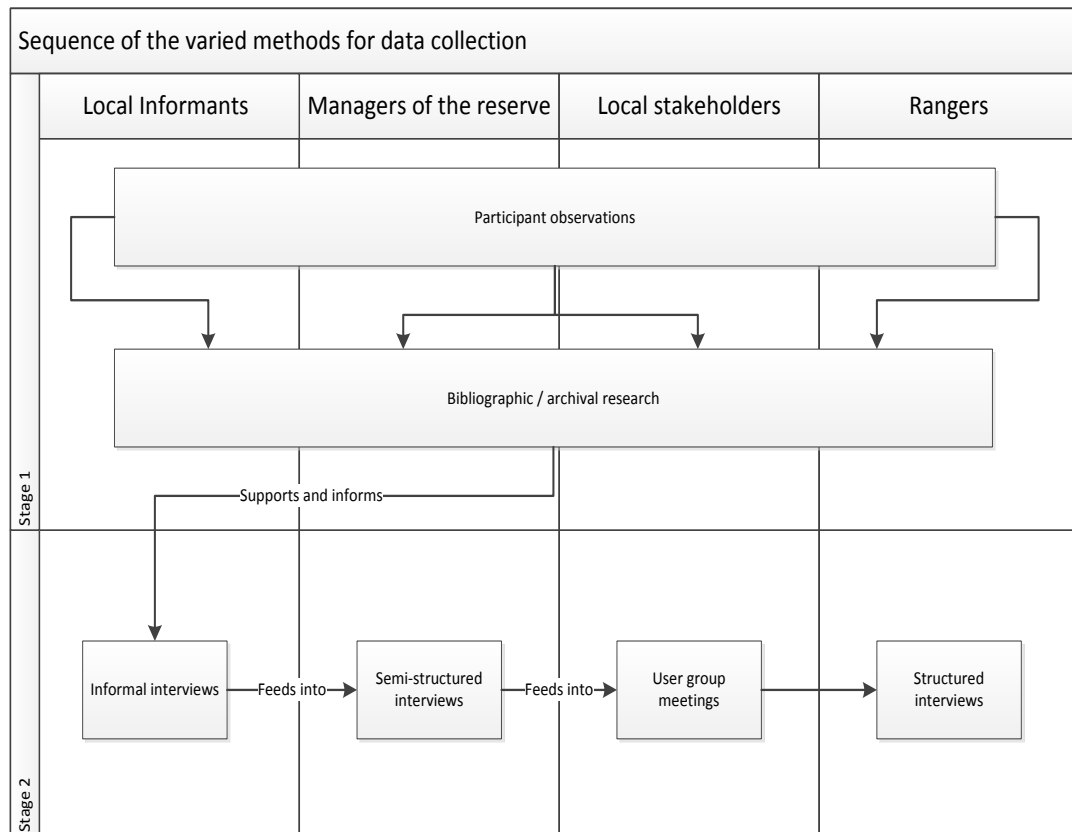 Sequence of the varied methods for data collection
Local Informants
Managers of the reserve
Local stakeholders
Rangers
Stage 1
Participant observations
Bibliographic / archival research
Supports and informs
Stage 2
Informal interviews
Feeds into
Semi-structured
interviews
Feeds into
User group
meetings
Structured
interviews